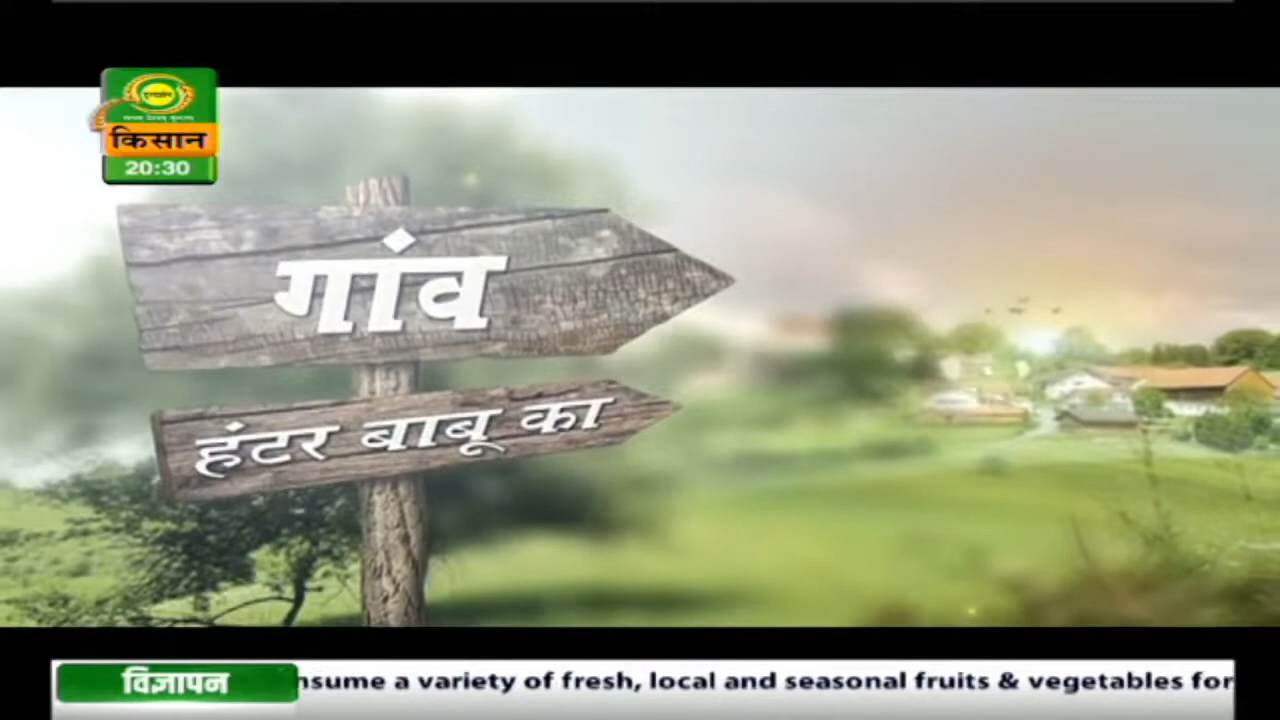 किसान
20:30
गांव
हंटर बाबू का
विज्ञापन
nsume a variety of fresh, local and seasonal fruits & vegetables for